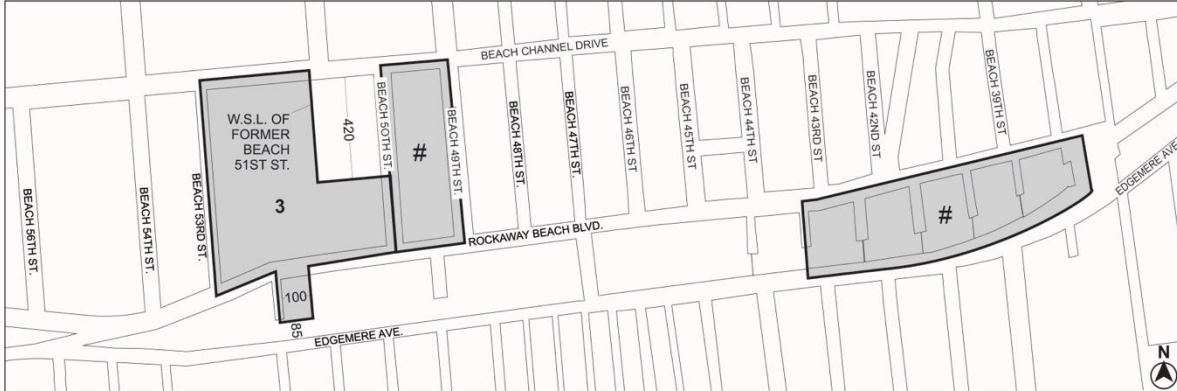 BEACH CHANNEL DRIVE
W.S.L. OF
FORMER
BEACH
51ST ST.
420
3
#
BEACH 56TH ST.
BEACH 54TH ST.
BEACH 53RD ST.
BEACH 50TH ST.
BEACH 49TH ST.
BEACH 48TH ST.
BEACH 47TH ST.
BEACH 46TH ST
BEACH 45TH ST.
BEACH 44TH ST
BEACH 43RD ST
BEACH 42ND ST
BEACH 39TH ST
EDGEMERE AVE.
#
ROCKAWAY BEACH BLVD.
100
85
EDGEMERE AVE.
N